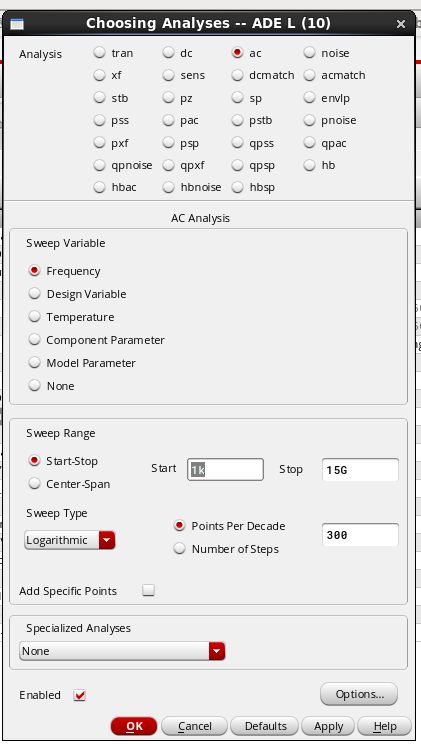 Choosing Analyses -- ADE L (10)
Analysis tran dc ac noise
xf sens dcmatch acmatch
stb pz sp envlp
pss pac pstb pnoise
pxf psp qpss qpac
qpnoise qpxf qpsp hb
hbac hbnoise hbsp
AC Analysis
Sweep Variable
Frequency
Design Variable
Temperature
Component Parameter
Model Parameter
None
Sweep Range
Start-Stop Start 1k Stop 15G
Center-Span
Sweep Type
Logarithmic Points Per Decade 300
Number of Steps
Add Specific Points
Specialized Analyses
None
Enabled Options...
OK Cancel Defaults Apply Help